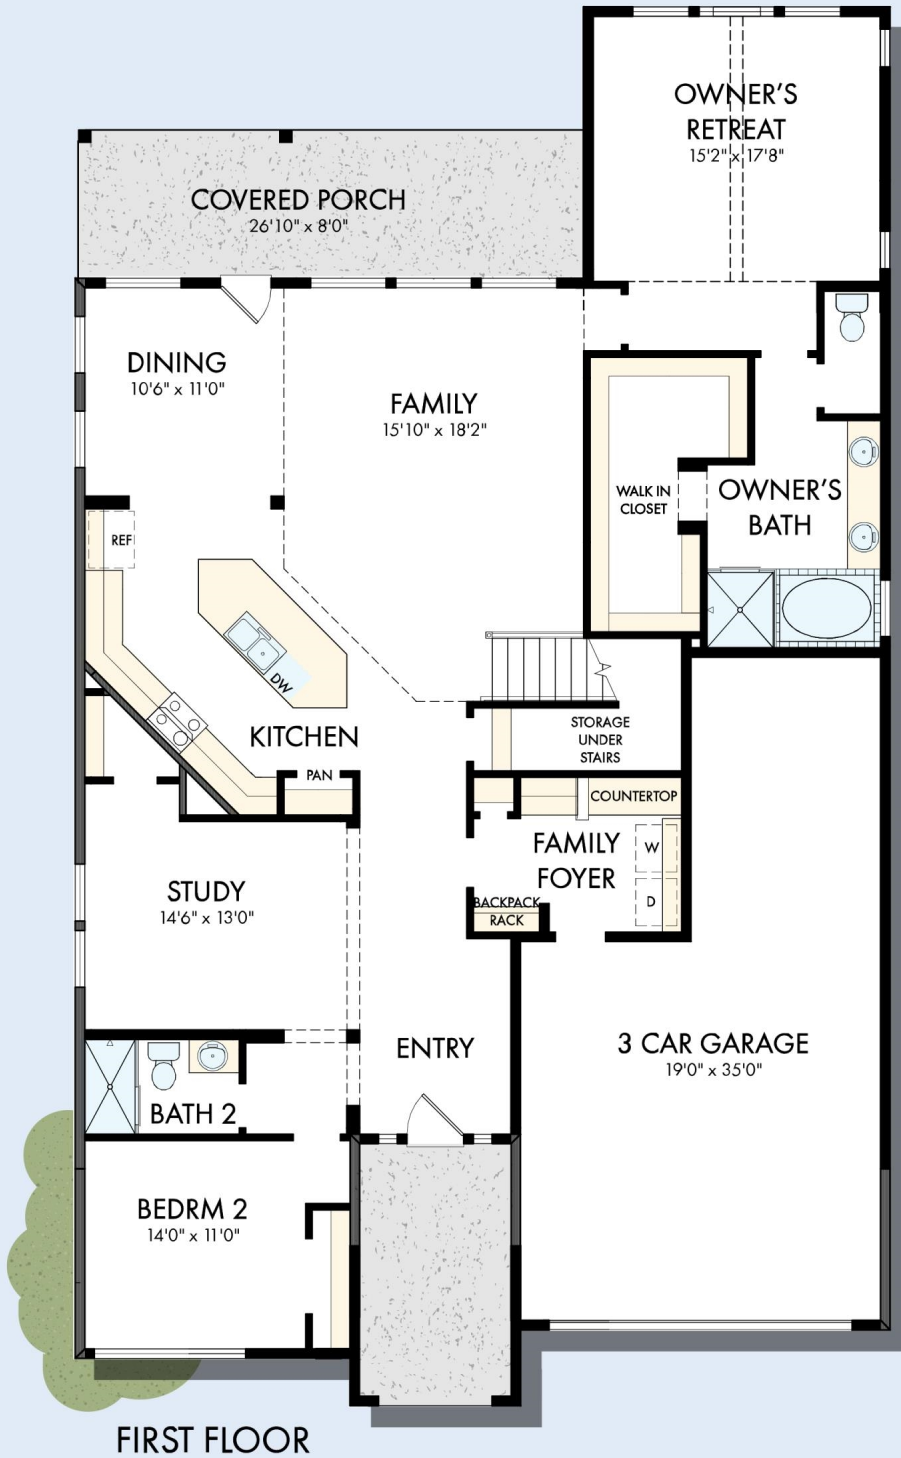 OWNER'S
RETREAT
15'2" x 17'8"
COVERED PORCH
26'10" x 8'0"
DINING
10'6" x 11'0"
FAMILY
15'10" x 18'2"
WALK IN
CLOSET
OWNER'S
BATH
REF
DW
KITCHEN
PAN
STORAGE
UNDER
STAIRS
COUNTERTOP
FAMILY
FOYER
W
D
BACKPACK
RACK
STUDY
14'6" x 13'0"
ENTRY
3 CAR GARAGE
19'0" x 35'0"
BATH 2
BEDRM 2
14'0" x 11'0"
FIRST FLOOR